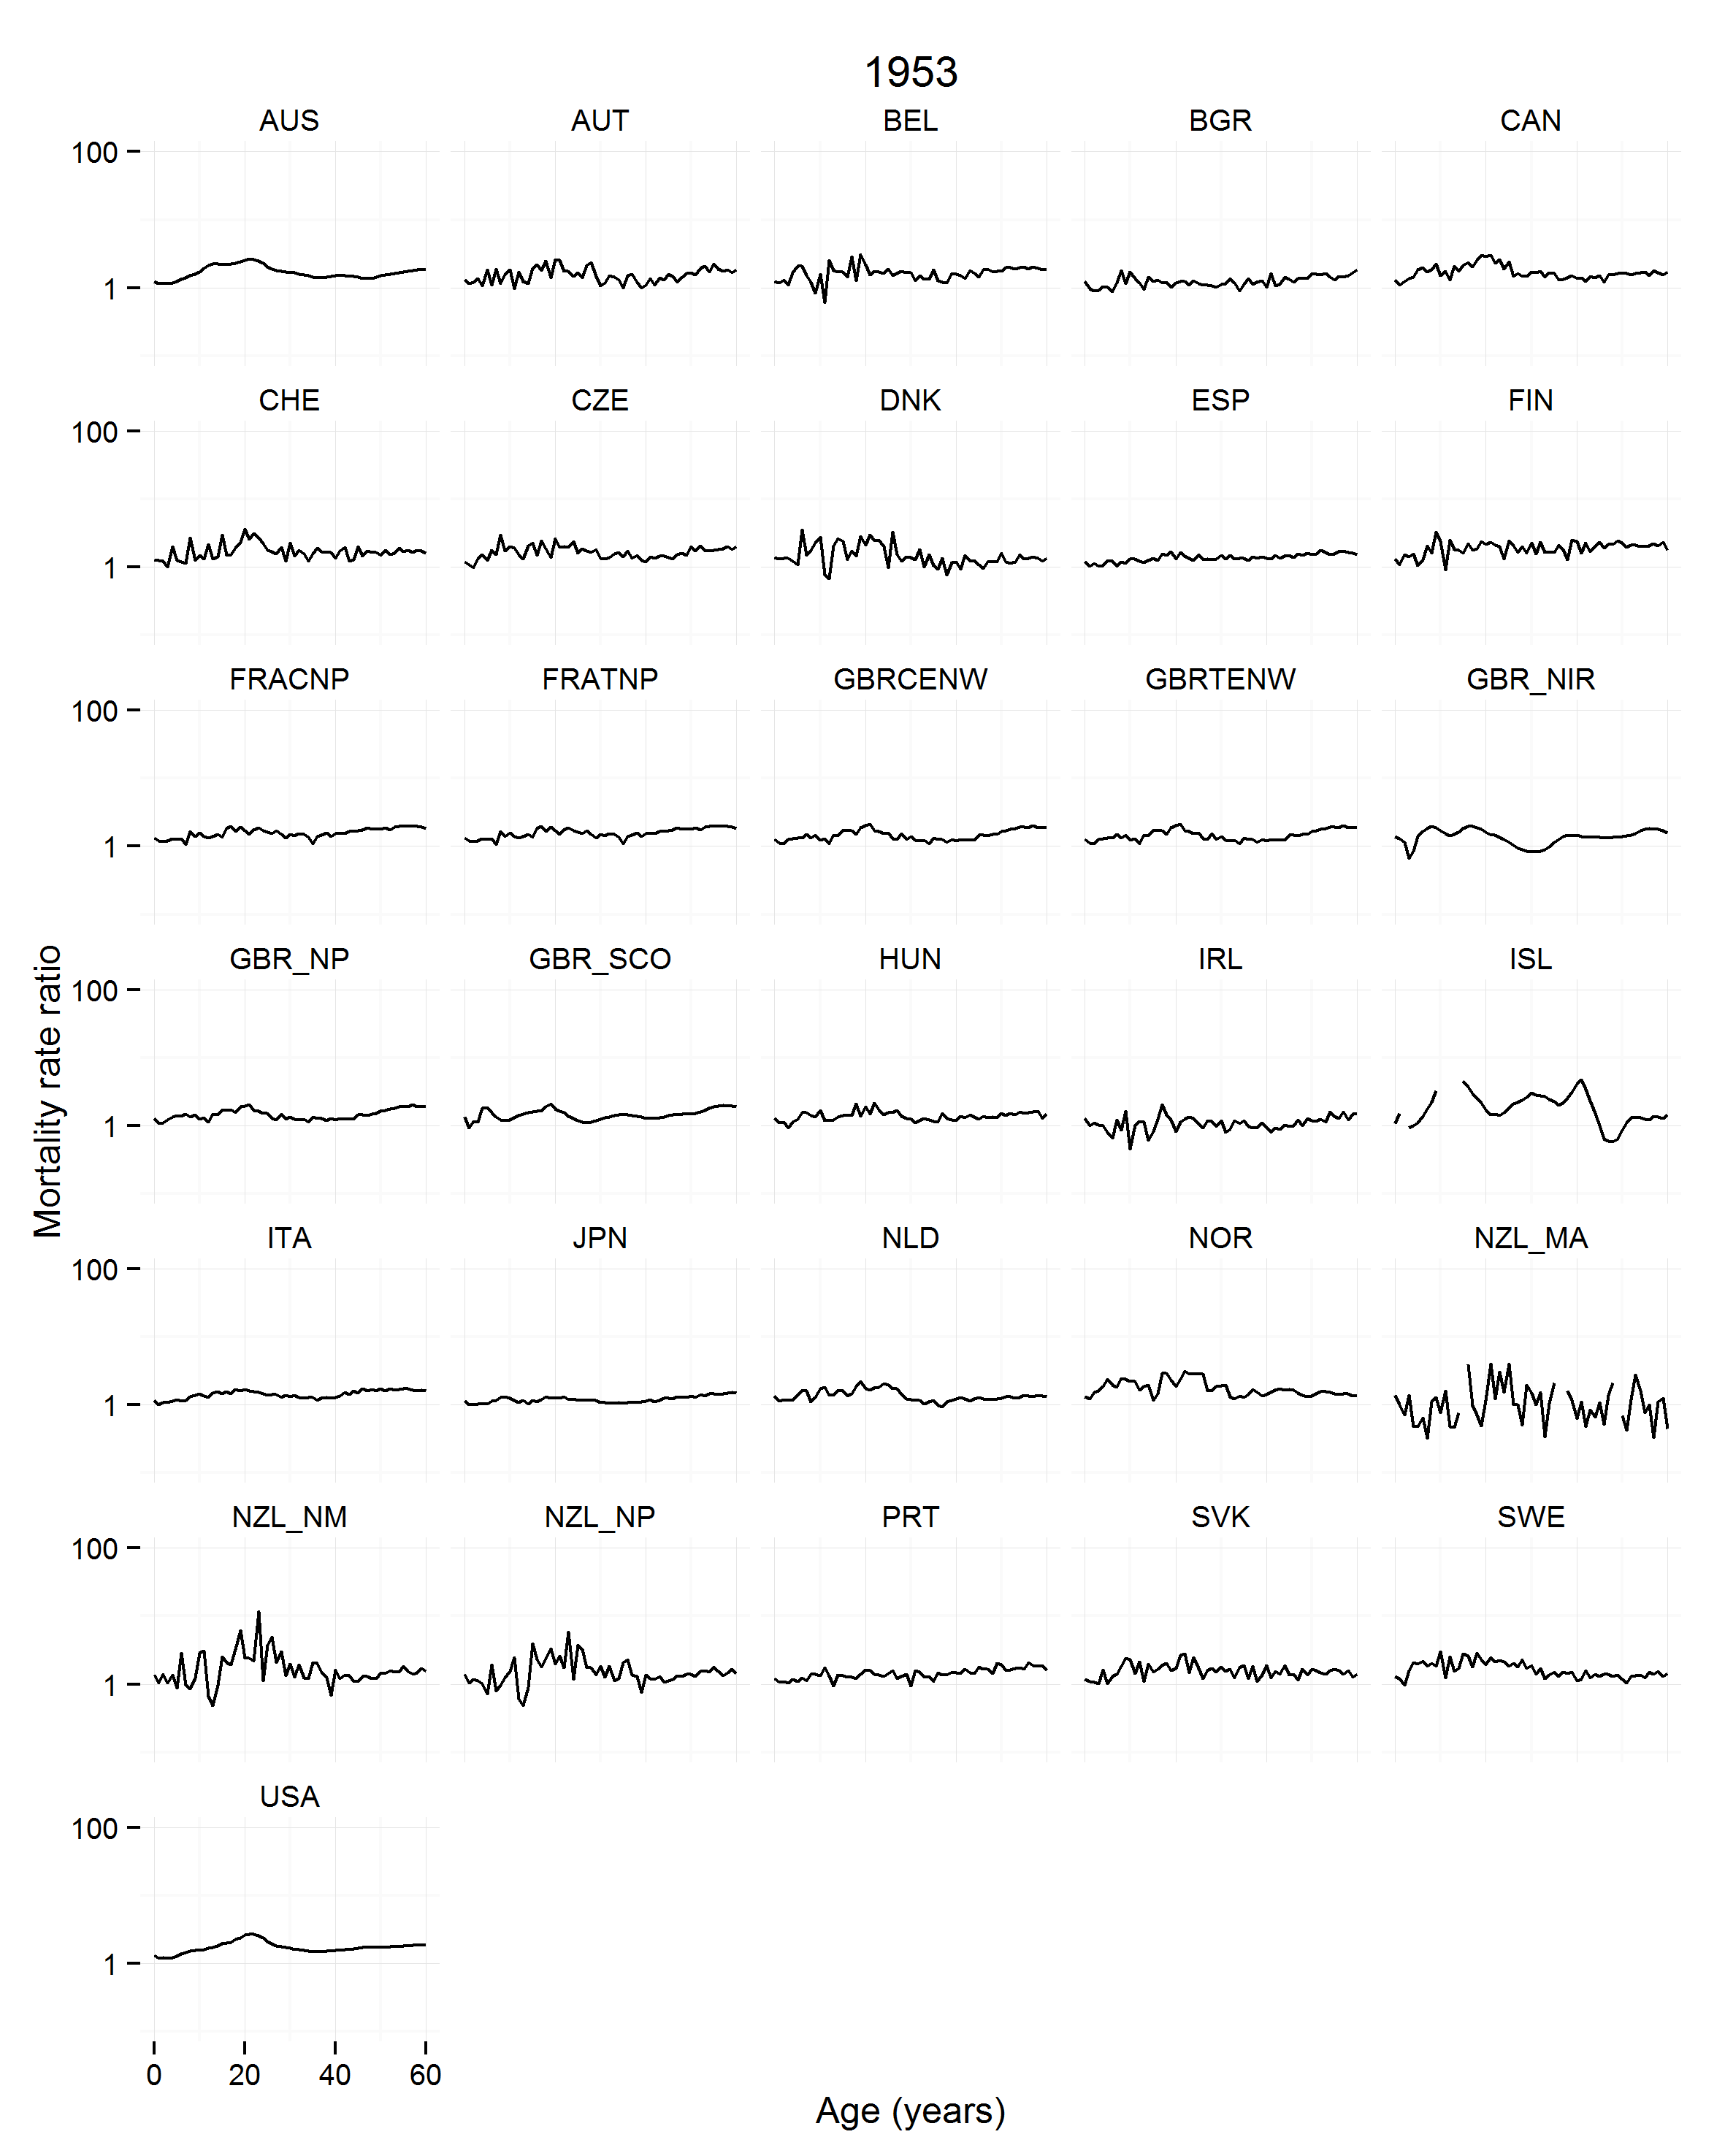 1953
AUS AUT BEL BGR CAN
100
1
CHE CZE DNK ESP FIN
100
1
FRACNP FRATNP GBRCENW GBRTENW GBR_NIR
100
1
GBR_NP GBR_SCO HUN IRL ISL
100
1
Mortality rate ratio
ITA JPN NLD NOR NZL_MA
100
1
NZL_NM NZL_NP PRT SVK SWE
100
1
USA
100
1
0 20 40 60
Age (years)